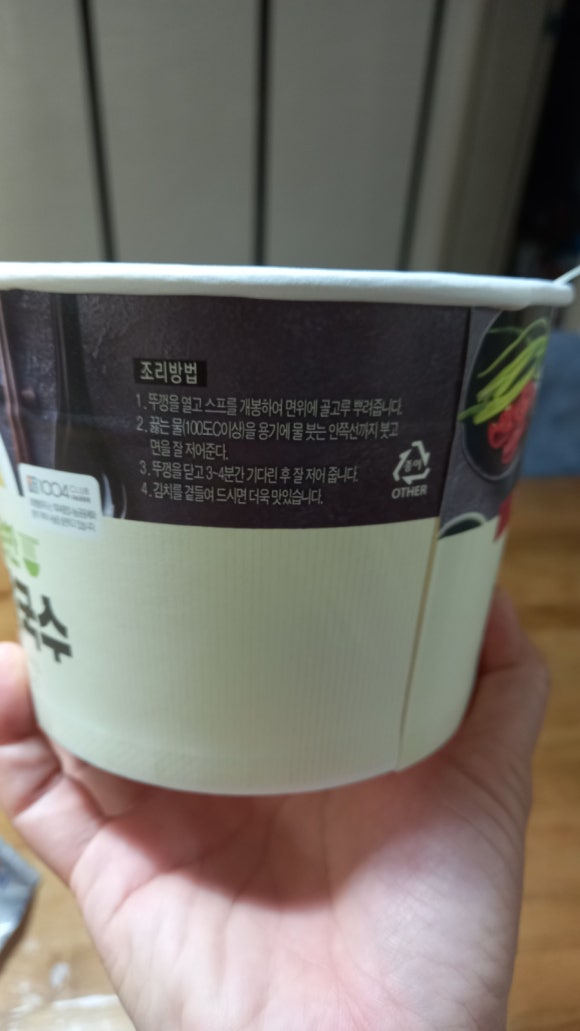 조리방법
1. 뚜껑을 열고 스프를 개봉하여 면위에 골고루 뿌려줍니다.
2. 끓는 물(100도C이상)을 용기에 물 붓는 안쪽선까지 붓고
면을 잘 저어준다.
3. 뚜껑을 닫고 3-4분간 기다린 후 잘 저어 줍니다.
4. 김치를 곁들여 드시면 더욱 맛있습니다.
종이
OTHER
1004 CLUB
국수